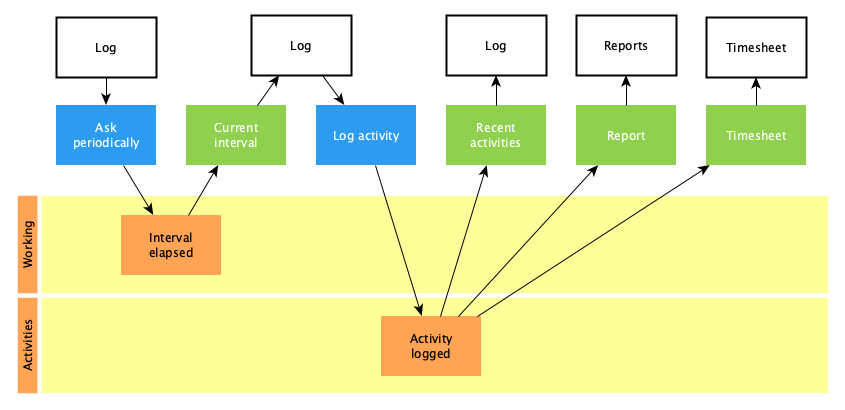 Log
Log
Log
Reports
Timesheet
Ask
periodically
Current
interval
Log activity
Recent
activities
Report
Timesheet
Working
Interval
elapsed
Activities
Activity
logged